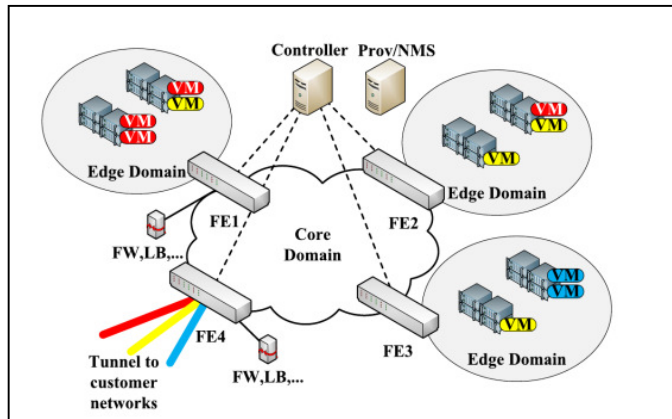 Controller Prov/NMS
VM
VM
VM
VM
Edge Domain
VM
VM
VM
Edge Domain
FE1
FE2
FW,LB,...
Core
Domain
VM
VM
VM
Edge Domain
FE4
FE3
Tunnel to
customer
networks
FW,LB,...